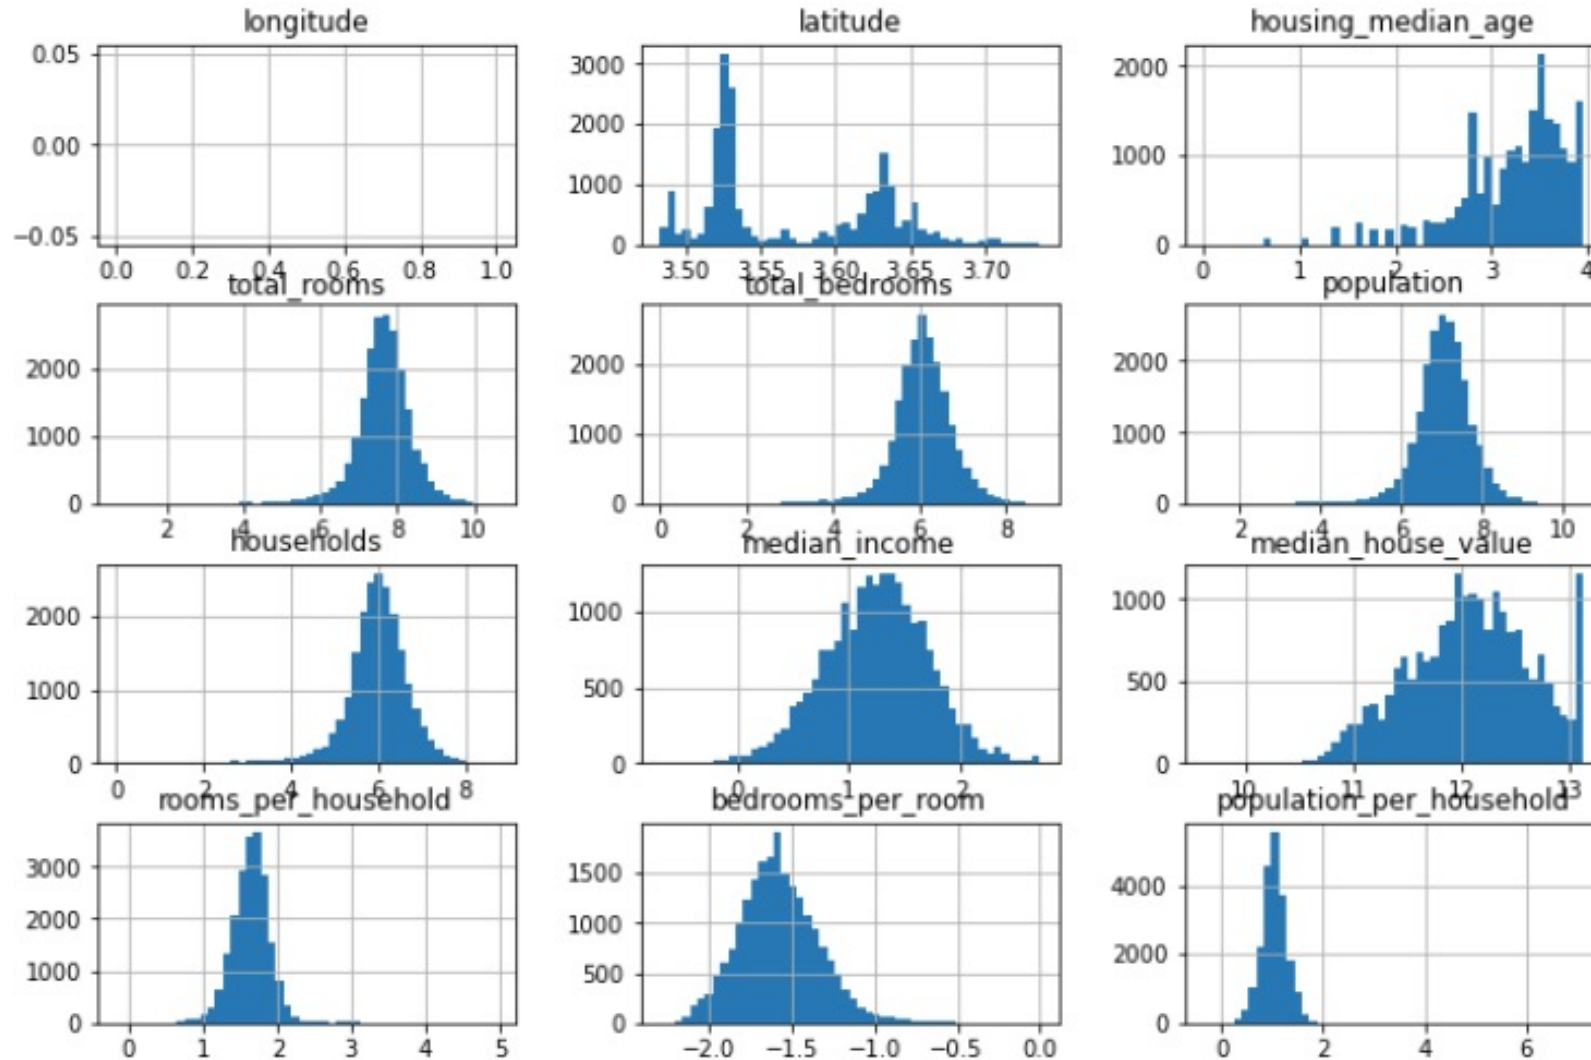 longitude latitude housing_median_age
0.05 3000 2000
2000
0.00 1000
1000
−0.05 0 0
0.0 0.2 0.4 0.6 0.8 1.0 3.50 3.55 3.60 3.65 3.70 0 1 2 3 4
total_rooms total_bedrooms population
2000 2000 2000
1000 1000 1000
0 0 0
2 4 6 8 10 0 2 4 6 8 2 4 6 8 10
households median_income median_house_value
2000 1000 1000
1000 500 500
0 0 0
0 2 4 6 8 0 1 2 10 11 12 13
rooms_per_household bedrooms_per_room population_per_household
3000 1500 4000
2000 1000
1000 500 2000
0 0 0
0 1 2 3 4 5 −2.0 −1.5 −1.0 −0.5 0.0 0 2 4 6